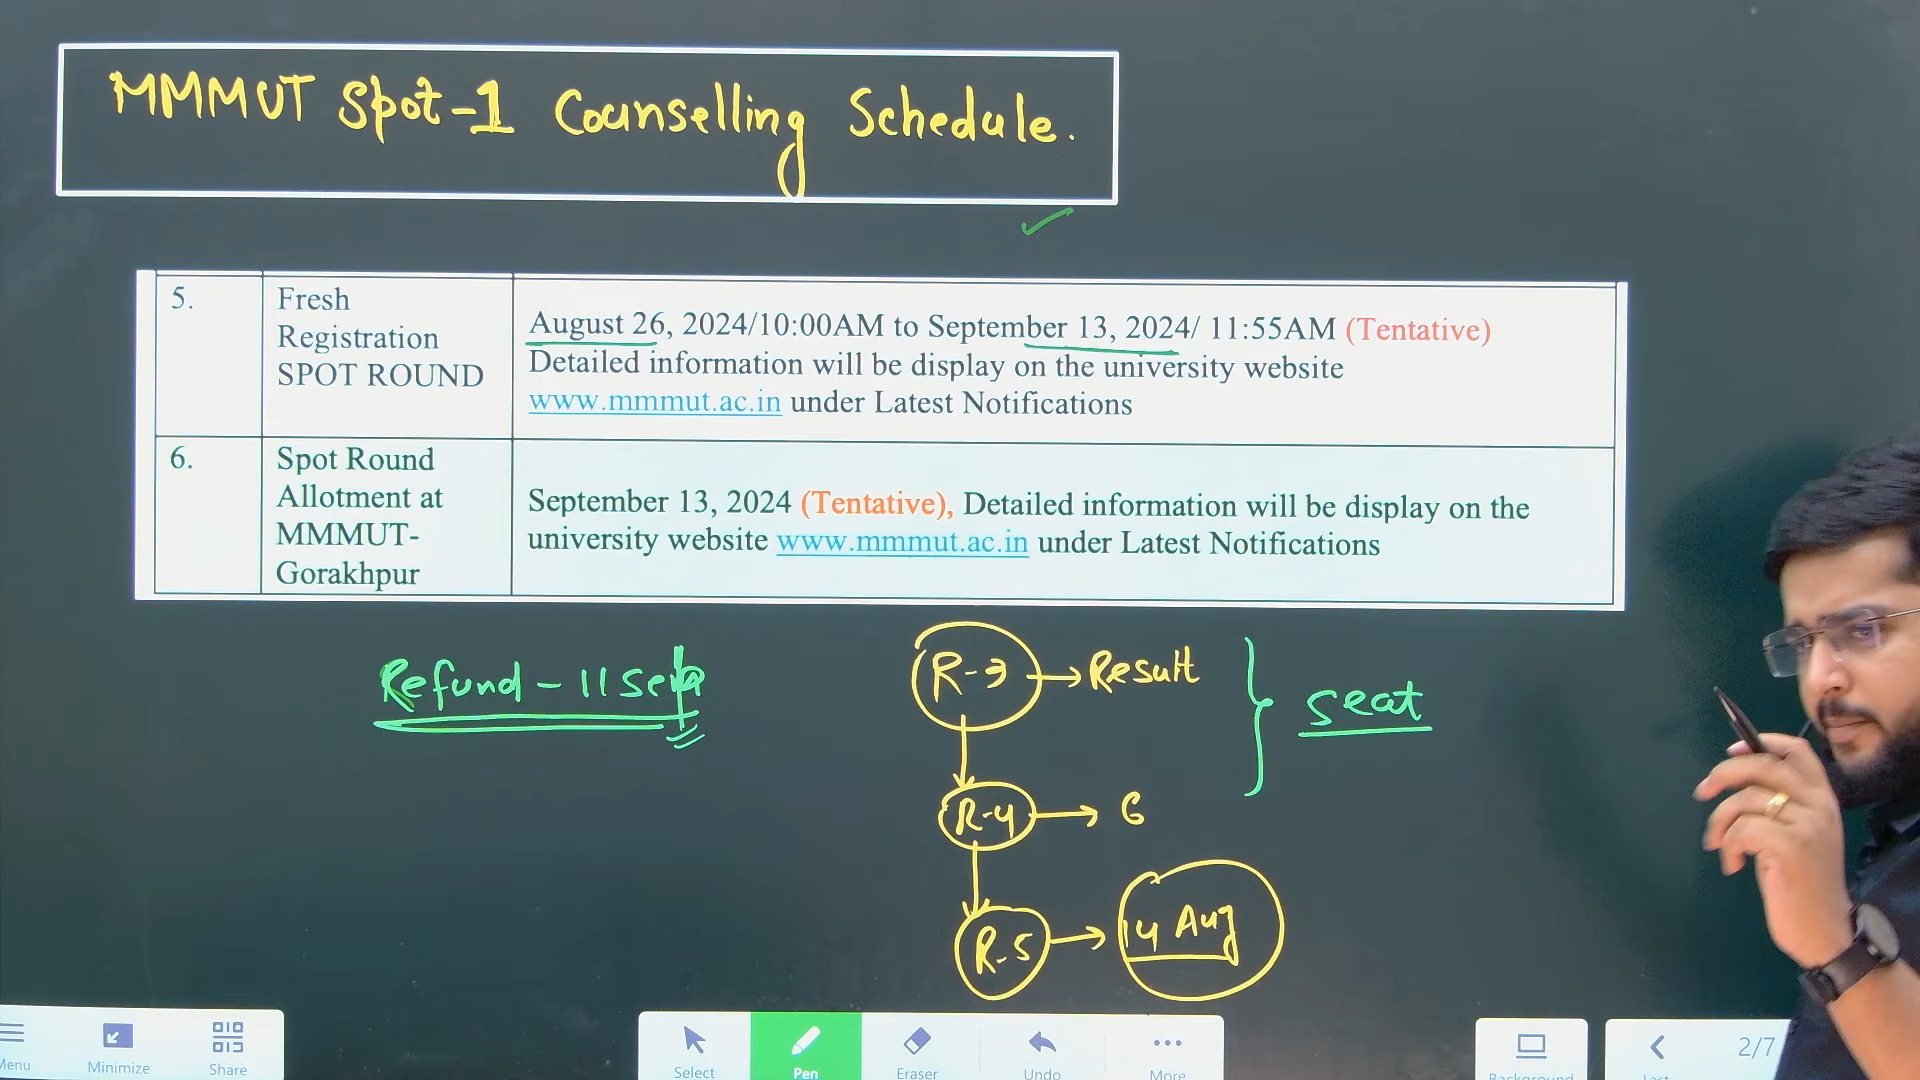 MMMUT Spot-1 Counselling Schedule.
5.
Fresh
Registration
SPOT ROUND
August 26, 2024/10:00AM to September 13, 2024/ 11:55AM (Tentative)
Detailed information will be display on the university website
www.mmmut.ac.in under Latest Notifications
6.
Spot Round
Allotment at
MMMUT-
Gorakhpur
September 13, 2024 (Tentative), Detailed information will be display on the
university website www.mmmut.ac.in under Latest Notifications
Refund - 11 Sep
R-3 → Result
seat
R-4 → 6
R-5 → 14 Aug
Menu
Minimize
Share
Select
Pen
Eraser
Undo
More
Background
Last
2/7